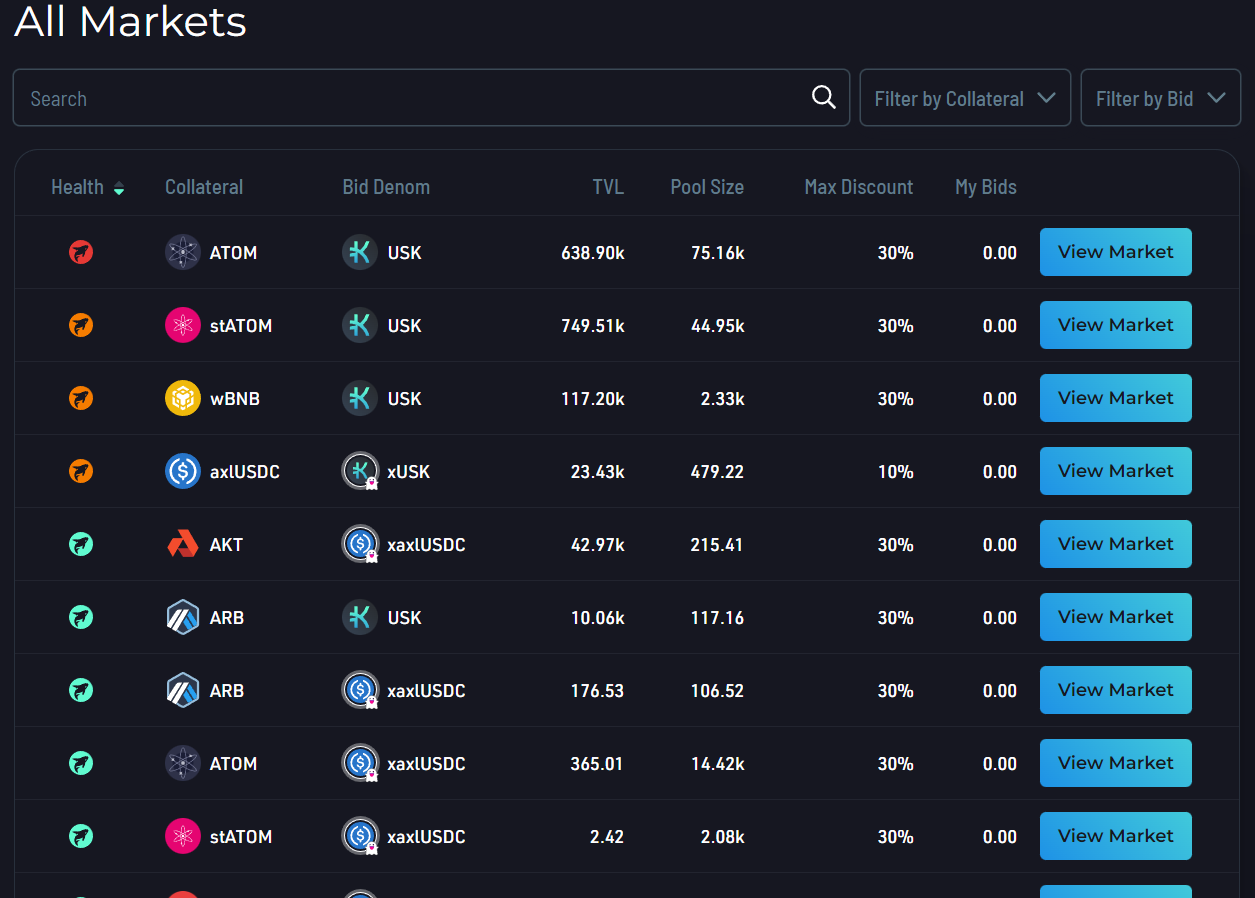 All Markets
Search Filter by Collateral Filter by Bid
Health Collateral Bid Denom TVL Pool Size Max Discount My Bids
ATOM USK 638.90k 75.16k 30% 0.00 View Market
stATOM USK 749.51k 44.95k 30% 0.00 View Market
wBNB USK 117.20k 2.33k 30% 0.00 View Market
axlUSDC xUSK 23.43k 479.22 10% 0.00 View Market
AKT xaxlUSDC 42.97k 215.41 30% 0.00 View Market
ARB USK 10.06k 117.16 30% 0.00 View Market
ARB xaxlUSDC 176.53 106.52 30% 0.00 View Market
ATOM xaxlUSDC 365.01 14.42k 30% 0.00 View Market
stATOM xaxlUSDC 2.42 2.08k 30% 0.00 View Market